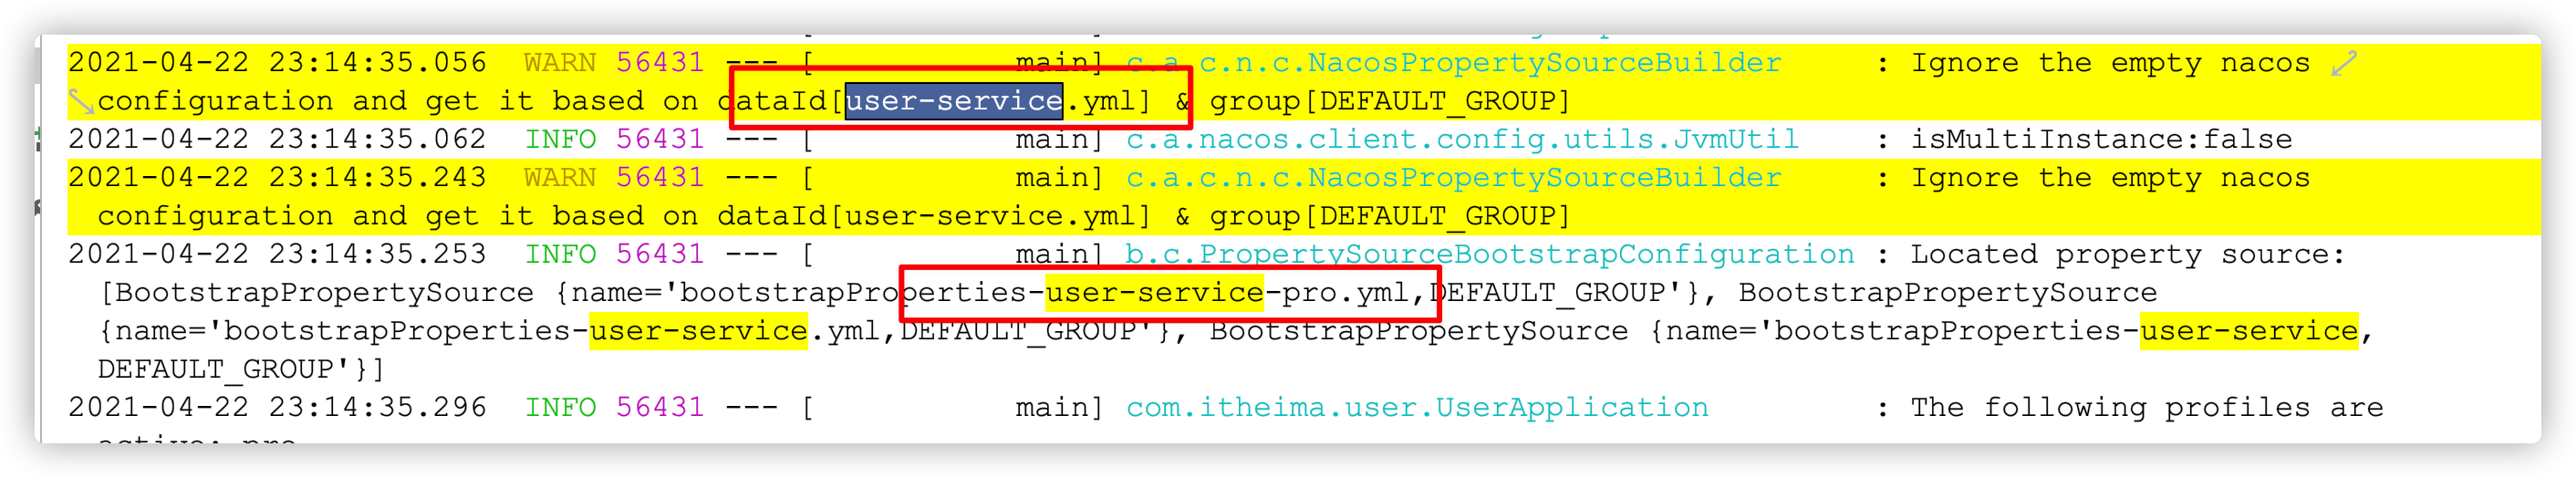 2021-04-22 23:14:35.056  WARN 56431 --- [           main] c.a.c.n.c.NacosPropertySourceBuilder     : Ignore the empty nacos
configuration and get it based on dataId[user-service.yml] & group[DEFAULT_GROUP]
2021-04-22 23:14:35.062  INFO 56431 --- [           main] c.a.nacos.client.config.utils.JvmUtil    : isMultiInstance:false
2021-04-22 23:14:35.243  WARN 56431 --- [           main] c.a.c.n.c.NacosPropertySourceBuilder     : Ignore the empty nacos
configuration and get it based on dataId[user-service.yml] & group[DEFAULT_GROUP]
2021-04-22 23:14:35.253  INFO 56431 --- [           main] b.c.PropertySourceBootstrapConfiguration : Located property source:
[BootstrapPropertySource {name='bootstrapProperties-user-service-pro.yml,DEFAULT_GROUP'}, BootstrapPropertySource
{name='bootstrapProperties-user-service.yml,DEFAULT_GROUP'}, BootstrapPropertySource {name='bootstrapProperties-user-service,
DEFAULT_GROUP'}]
2021-04-22 23:14:35.296  INFO 56431 --- [           main] com.itheima.user.UserApplication         : The following profiles are
active: pro